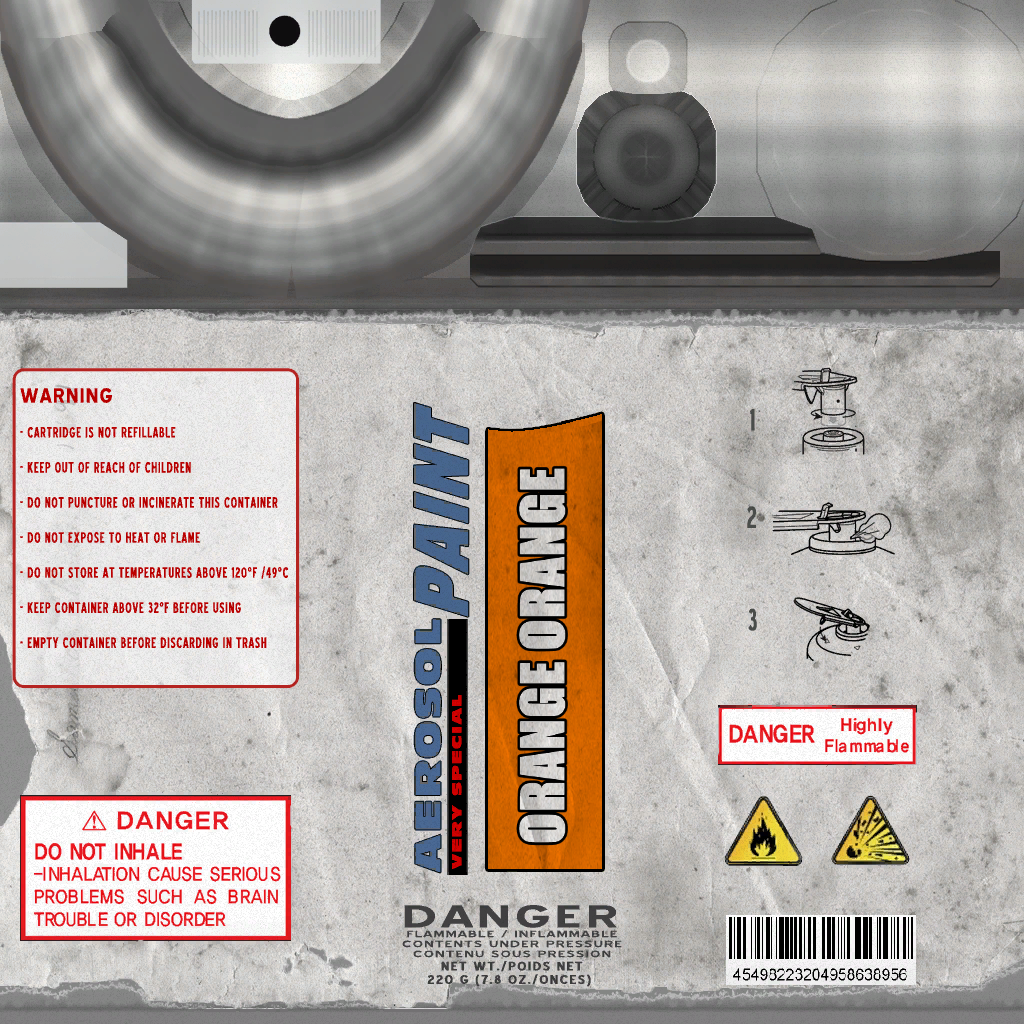 WARNING
- CARTRIDGE IS NOT REFILLABLE
- KEEP OUT OF REACH OF CHILDREN
- DO NOT PUNCTURE OR INCINERATE THIS CONTAINER
- DO NOT EXPOSE TO HEAT OR FLAME
- DO NOT STORE AT TEMPERATURES ABOVE 120°F /49°C
- KEEP CONTAINER ABOVE 32°F BEFORE USING
- EMPTY CONTAINER BEFORE DISCARDING IN TRASH
DANGER
DO NOT INHALE
-INHALATION CAUSE SERIOUS
PROBLEMS SUCH AS BRAIN
TROUBLE OR DISORDER
AEROSOL PAINT
VERY SPECIAL
ORANGE ORANGE
DANGER
FLAMMABLE / INFLAMMABLE
CONTENTS UNDER PRESSURE
CONTENU SOUS PRESSION
NET WT./POIDS NET
220 G (7.8 OZ./ONCES)
1
2
3
DANGER
Highly
Flammable
45498223204958638956